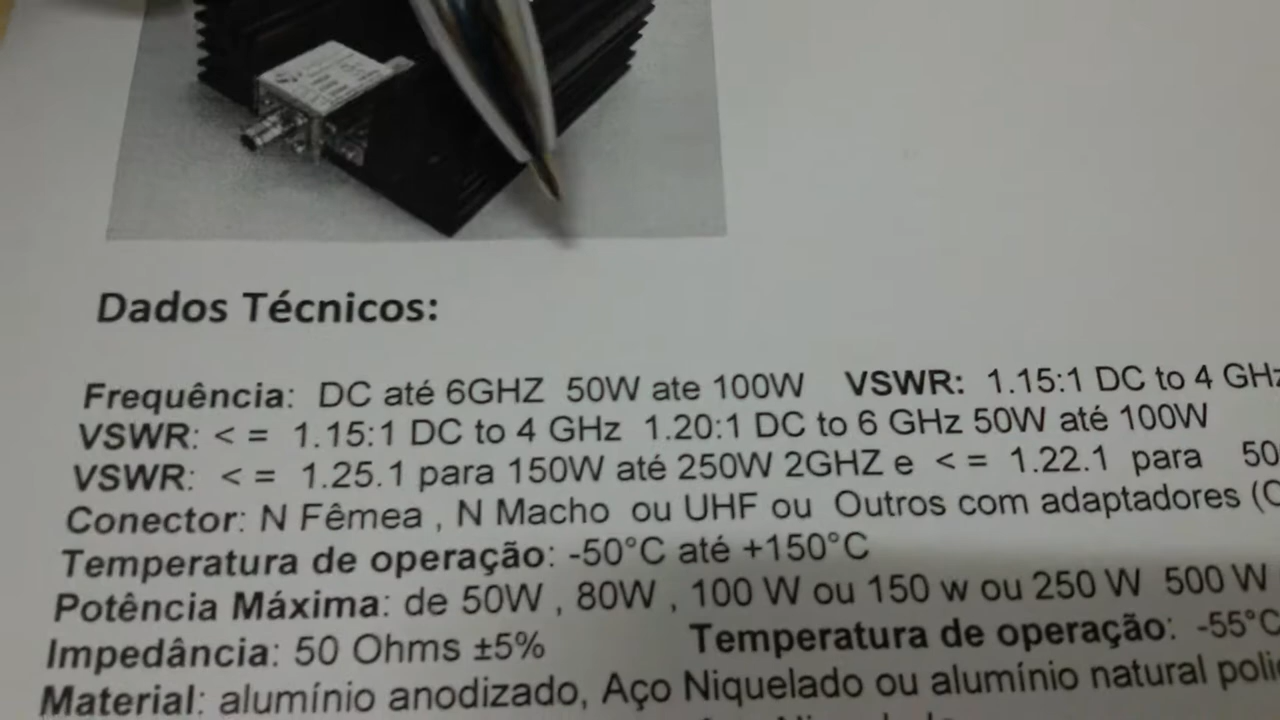 Dados Técnicos:
Frequência: DC até 6GHZ 50W ate 100W VSWR: 1.15:1 DC to 4 GHz
VSWR: < = 1.15:1 DC to 4 GHz 1.20:1 DC to 6 GHz 50W até 100W
VSWR: < = 1.25.1 para 150W até 250W 2GHZ e < = 1.22.1 para 50
Conector: N Fêmea , N Macho ou UHF ou Outros com adaptadores (
Temperatura de operação: -50°C até +150°C
Potência Máxima: de 50W , 80W , 100 W ou 150 w ou 250 W 500 W
Impedância: 50 Ohms ±5% Temperatura de operação: -55°C
Material: alumínio anodizado, Aço Niquelado ou alumínio natural